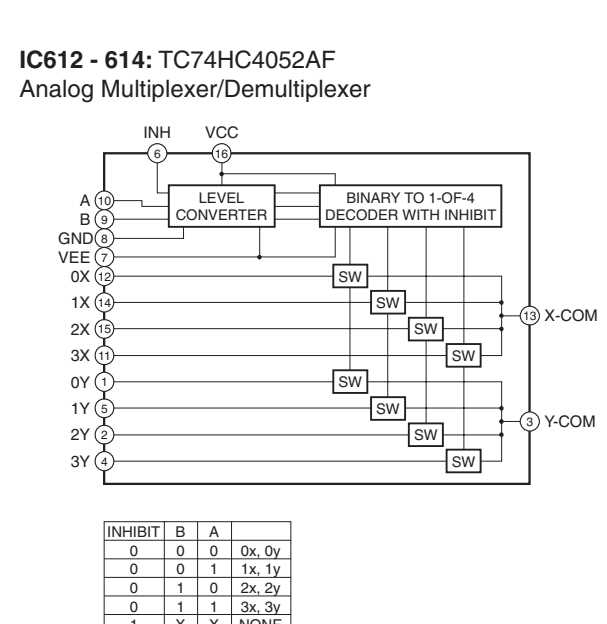 IC612 - 614: TC74HC4052AF
Analog Multiplexer/Demultiplexer
INH VCC
6 16
A 10
B 9
GND 8
VEE 7
LEVEL CONVERTER
BINARY TO 1-OF-4 DECODER WITH INHIBIT
0X 12 SW
1X 14 SW
13 X-COM
2X 15 SW
3X 11 SW
0Y 1 SW
1Y 5 SW
3 Y-COM
2Y 2 SW
3Y 4 SW
INHIBIT B A
0 0 0 0x, 0y
0 0 1 1x, 1y
0 1 0 2x, 2y
0 1 1 3x, 3y
1 X X NONE